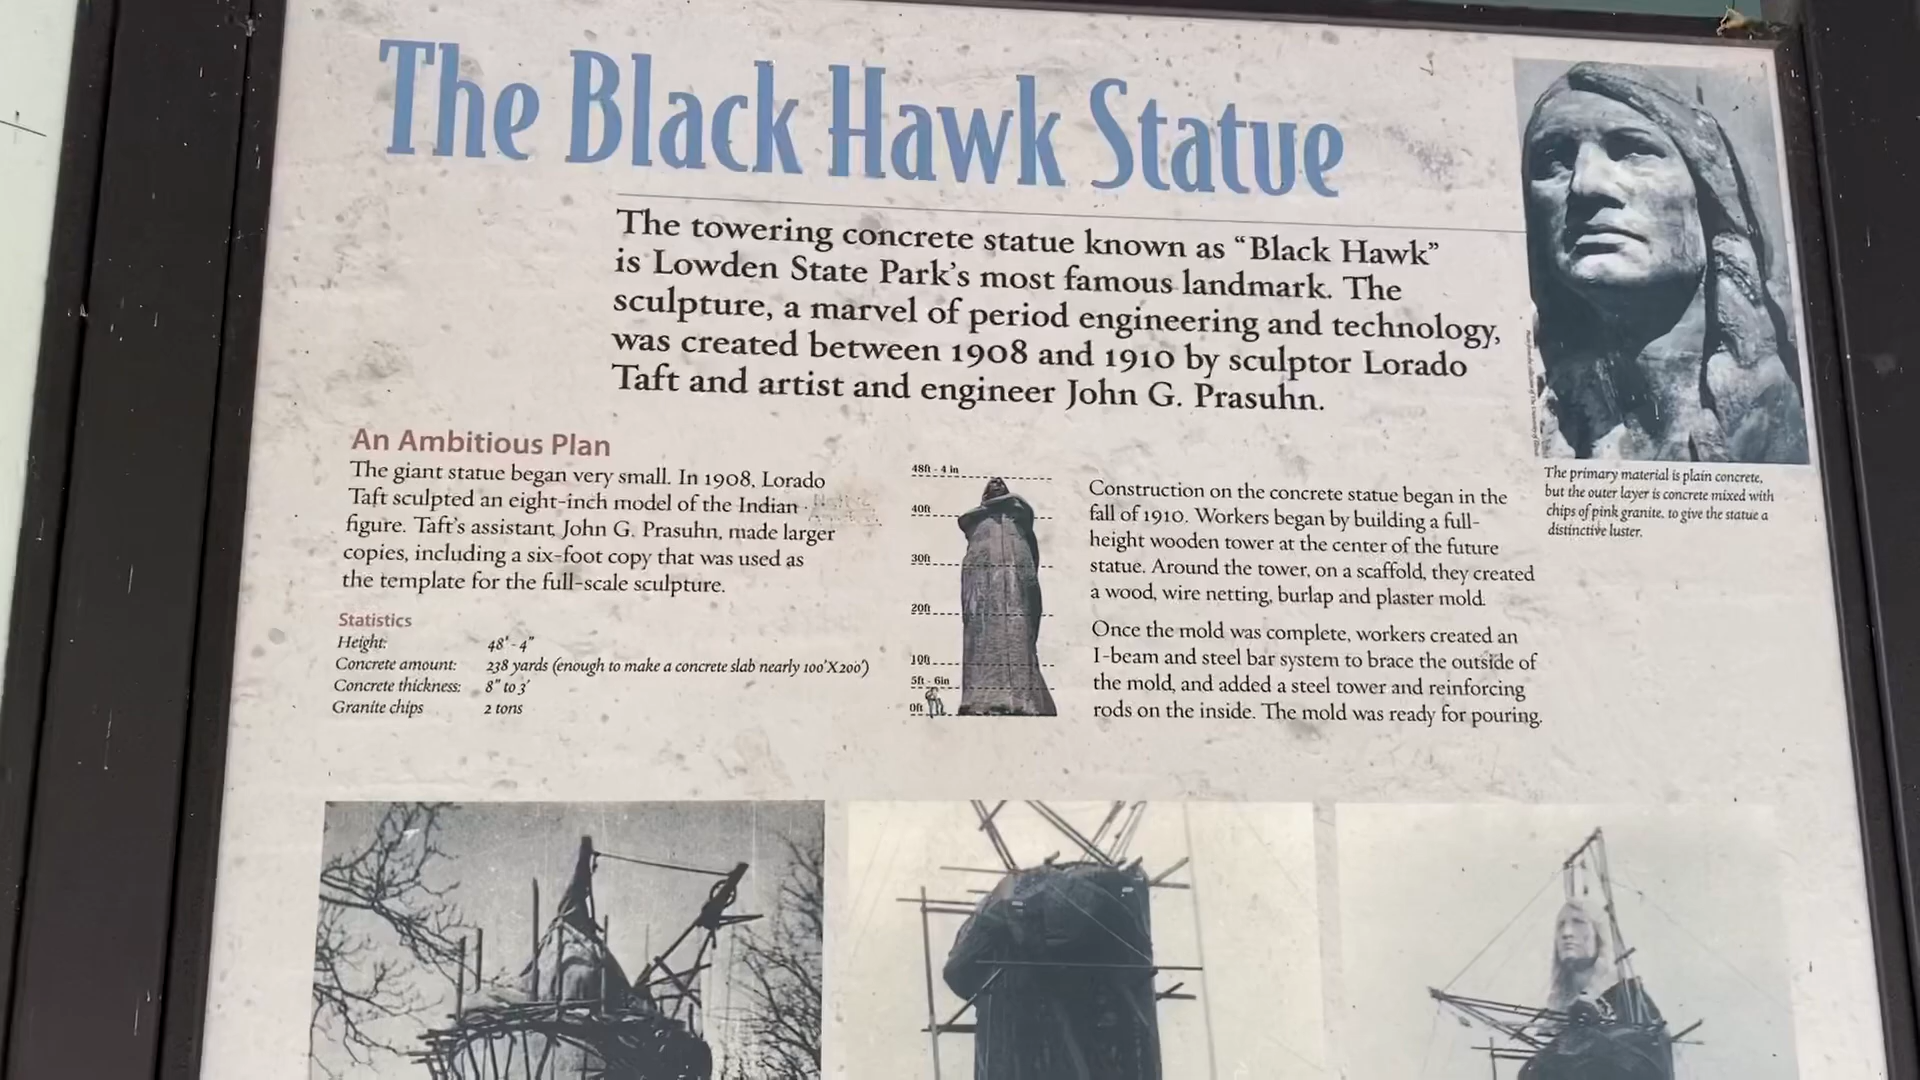 The Black Hawk Statue
The towering concrete statue known as “Black Hawk”
is Lowden State Park’s most famous landmark. The
sculpture, a marvel of period engineering and technology,
was created between 1908 and 1910 by sculptor Lorado
Taft and artist and engineer John G. Prasuhn.
The primary material is plain concrete,
but the outer layer is concrete mixed with
chips of pink granite, to give the statue a
distinctive luster.
An Ambitious Plan
The giant statue began very small. In 1908, Lorado
Taft sculpted an eight-inch model of the Indian
figure. Taft’s assistant, John G. Prasuhn, made larger
copies, including a six-foot copy that was used as
the template for the full-scale sculpture.
Statistics
Height: 48' - 4"
Concrete amount: 238 yards (enough to make a concrete slab nearly 100'X200')
Concrete thickness: 8" to 3'
Granite chips 2 tons
48ft - 4 in
40ft
30ft
20ft
10ft
5ft - 6in
0ft
Construction on the concrete statue began in the
fall of 1910. Workers began by building a full-
height wooden tower at the center of the future
statue. Around the tower, on a scaffold, they created
a wood, wire netting, burlap and plaster mold.
Once the mold was complete, workers created an
I-beam and steel bar system to brace the outside of
the mold, and added a steel tower and reinforcing
rods on the inside. The mold was ready for pouring.